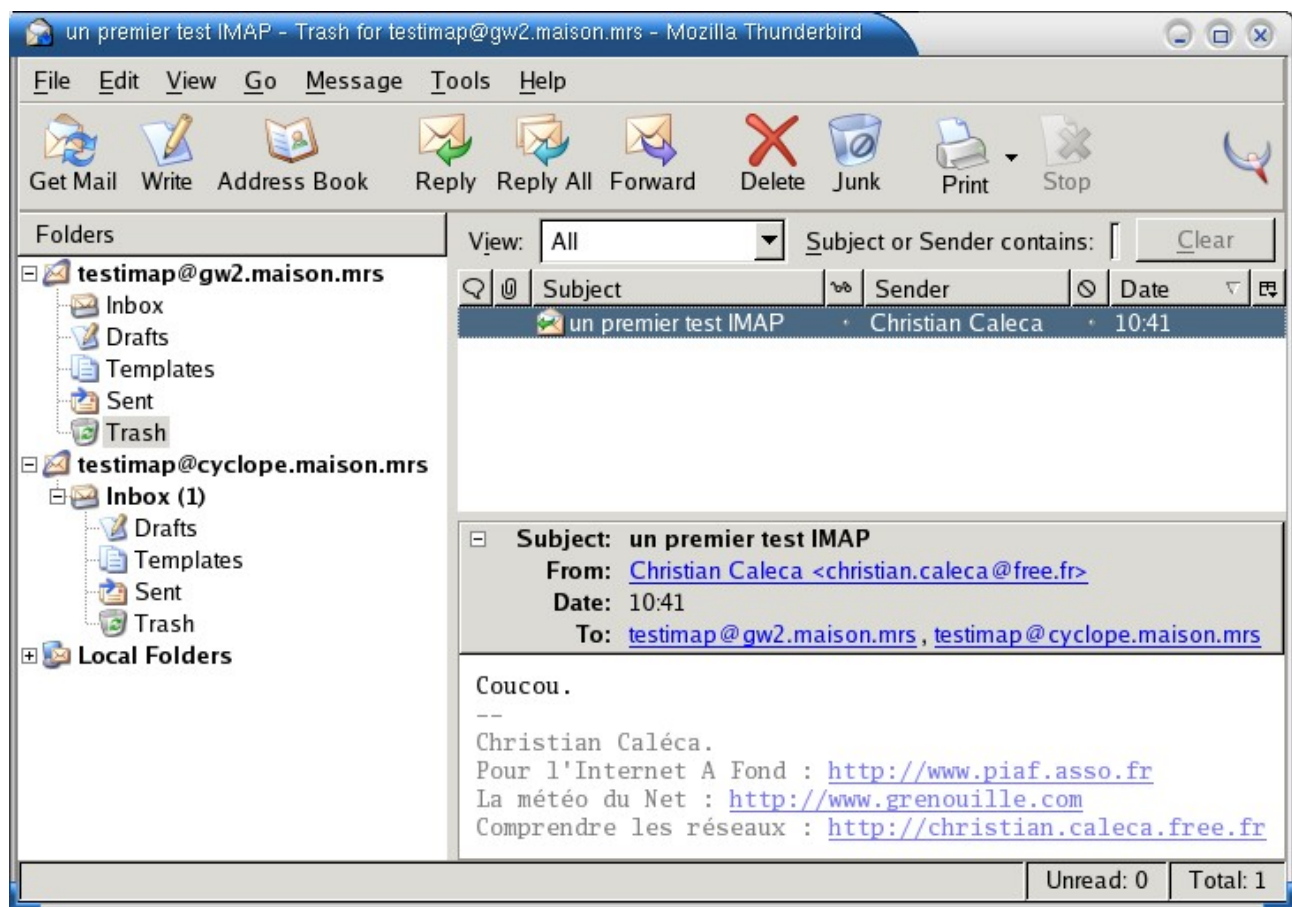 un premier test IMAP - Trash for testimap@gw2.maison.mrs - Mozilla Thunderbird
File Edit View Go Message Tools Help
Get Mail Write Address Book Reply Reply All Forward Delete Junk Print Stop
Folders
testimap@gw2.maison.mrs
Inbox
Drafts
Templates
Sent
Trash
testimap@cyclope.maison.mrs
Inbox (1)
Drafts
Templates
Sent
Trash
Local Folders
View: All Subject or Sender contains: Clear
Subject Sender Date
un premier test IMAP Christian Caleca 10:41
Subject: un premier test IMAP
From: Christian Caleca <christian.caleca@free.fr>
Date: 10:41
To: testimap@gw2.maison.mrs, testimap@cyclope.maison.mrs
Coucou.
--
Christian Caléca.
Pour l'Internet A Fond : http://www.piaf.asso.fr
La météo du Net : http://www.grenouille.com
Comprendre les réseaux : http://christian.caleca.free.fr
Unread: 0 Total: 1